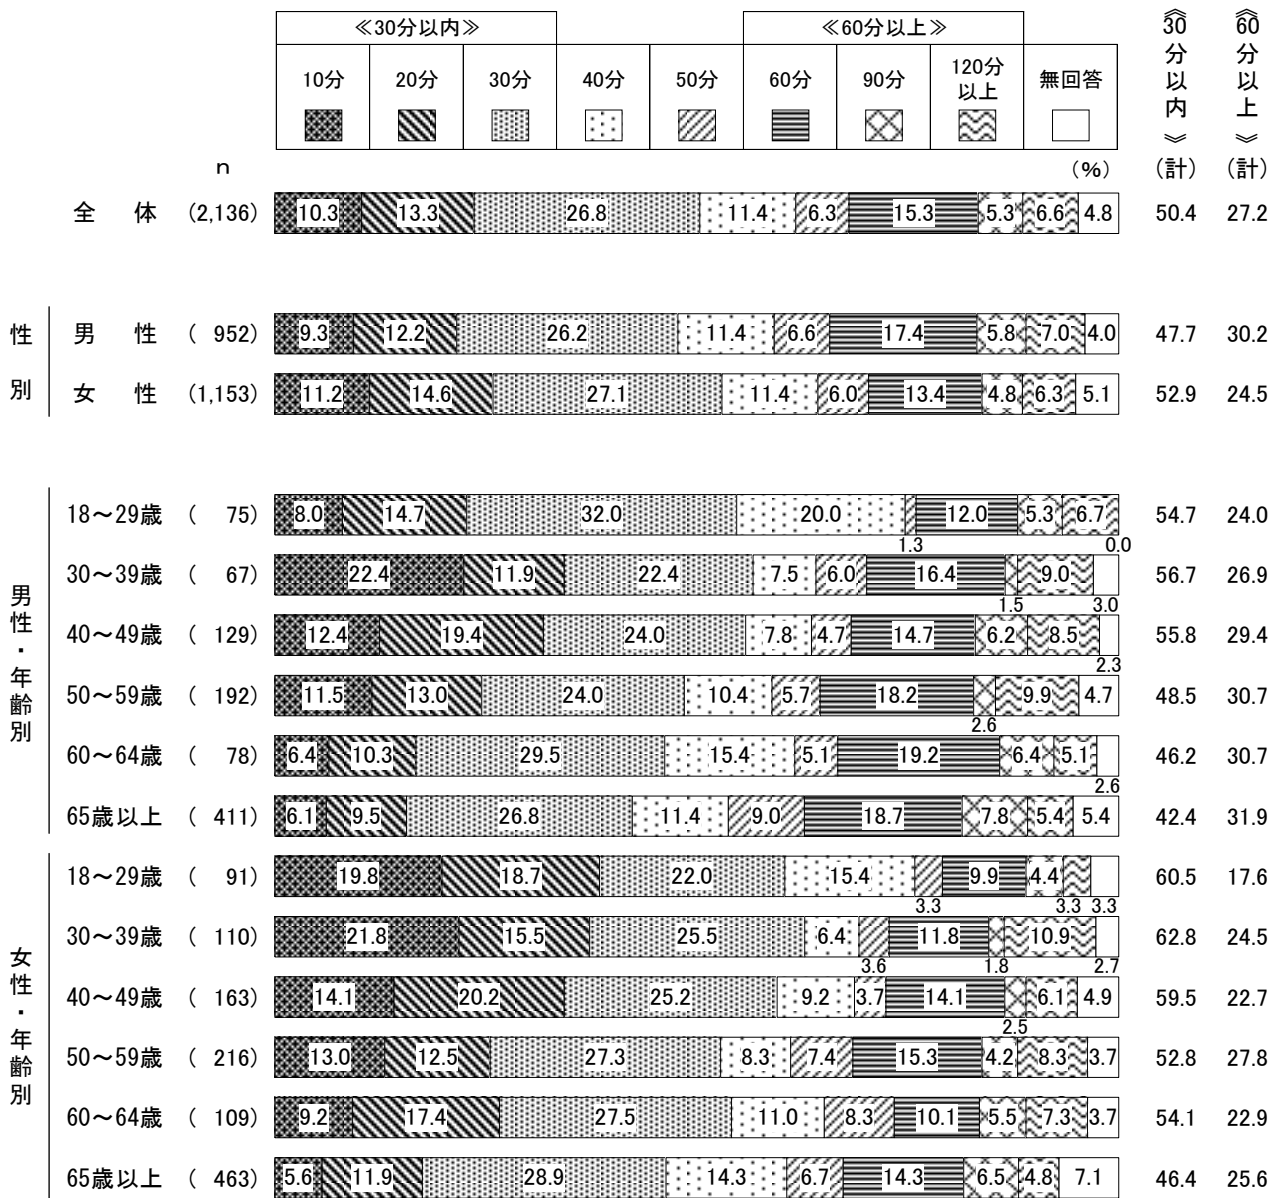 ≪30分以内≫ ≪60分以上≫
10分 20分 30分 40分 50分 60分 90分 120分以上 無回答
≪30分以内≫(計) ≪60分以上≫(計)
n (%)
全体 (2,136) 10.3 13.3 26.8 11.4 6.3 15.3 5.3 6.6 4.8 50.4 27.2
性別
男性 ( 952) 9.3 12.2 26.2 11.4 6.6 17.4 5.8 7.0 4.0 47.7 30.2
女性 (1,153) 11.2 14.6 27.1 11.4 6.0 13.4 4.8 6.3 5.1 52.9 24.5
男性・年齢別
18～29歳 ( 75) 8.0 14.7 32.0 20.0 1.3 12.0 5.3 6.7 0.0 54.7 24.0
30～39歳 ( 67) 22.4 11.9 22.4 7.5 6.0 16.4 1.5 9.0 3.0 56.7 26.9
40～49歳 ( 129) 12.4 19.4 24.0 7.8 4.7 14.7 6.2 8.5 2.3 55.8 29.4
50～59歳 ( 192) 11.5 13.0 24.0 10.4 5.7 18.2 2.6 9.9 4.7 48.5 30.7
60～64歳 ( 78) 6.4 10.3 29.5 15.4 5.1 19.2 6.4 5.1 2.6 46.2 30.7
65歳以上 ( 411) 6.1 9.5 26.8 11.4 9.0 18.7 7.8 5.4 5.4 42.4 31.9
女性・年齢別
18～29歳 ( 91) 19.8 18.7 22.0 15.4 3.3 9.9 4.4 3.3 3.3 60.5 17.6
30～39歳 ( 110) 21.8 15.5 25.5 6.4 3.6 11.8 1.8 10.9 2.7 62.8 24.5
40～49歳 ( 163) 14.1 20.2 25.2 9.2 3.7 14.1 2.5 6.1 4.9 59.5 22.7
50～59歳 ( 216) 13.0 12.5 27.3 8.3 7.4 15.3 4.2 8.3 3.7 52.8 27.8
60～64歳 ( 109) 9.2 17.4 27.5 11.0 8.3 10.1 5.5 7.3 3.7 54.1 22.9
65歳以上 ( 463) 5.6 11.9 28.9 14.3 6.7 14.3 6.5 4.8 7.1 46.4 25.6